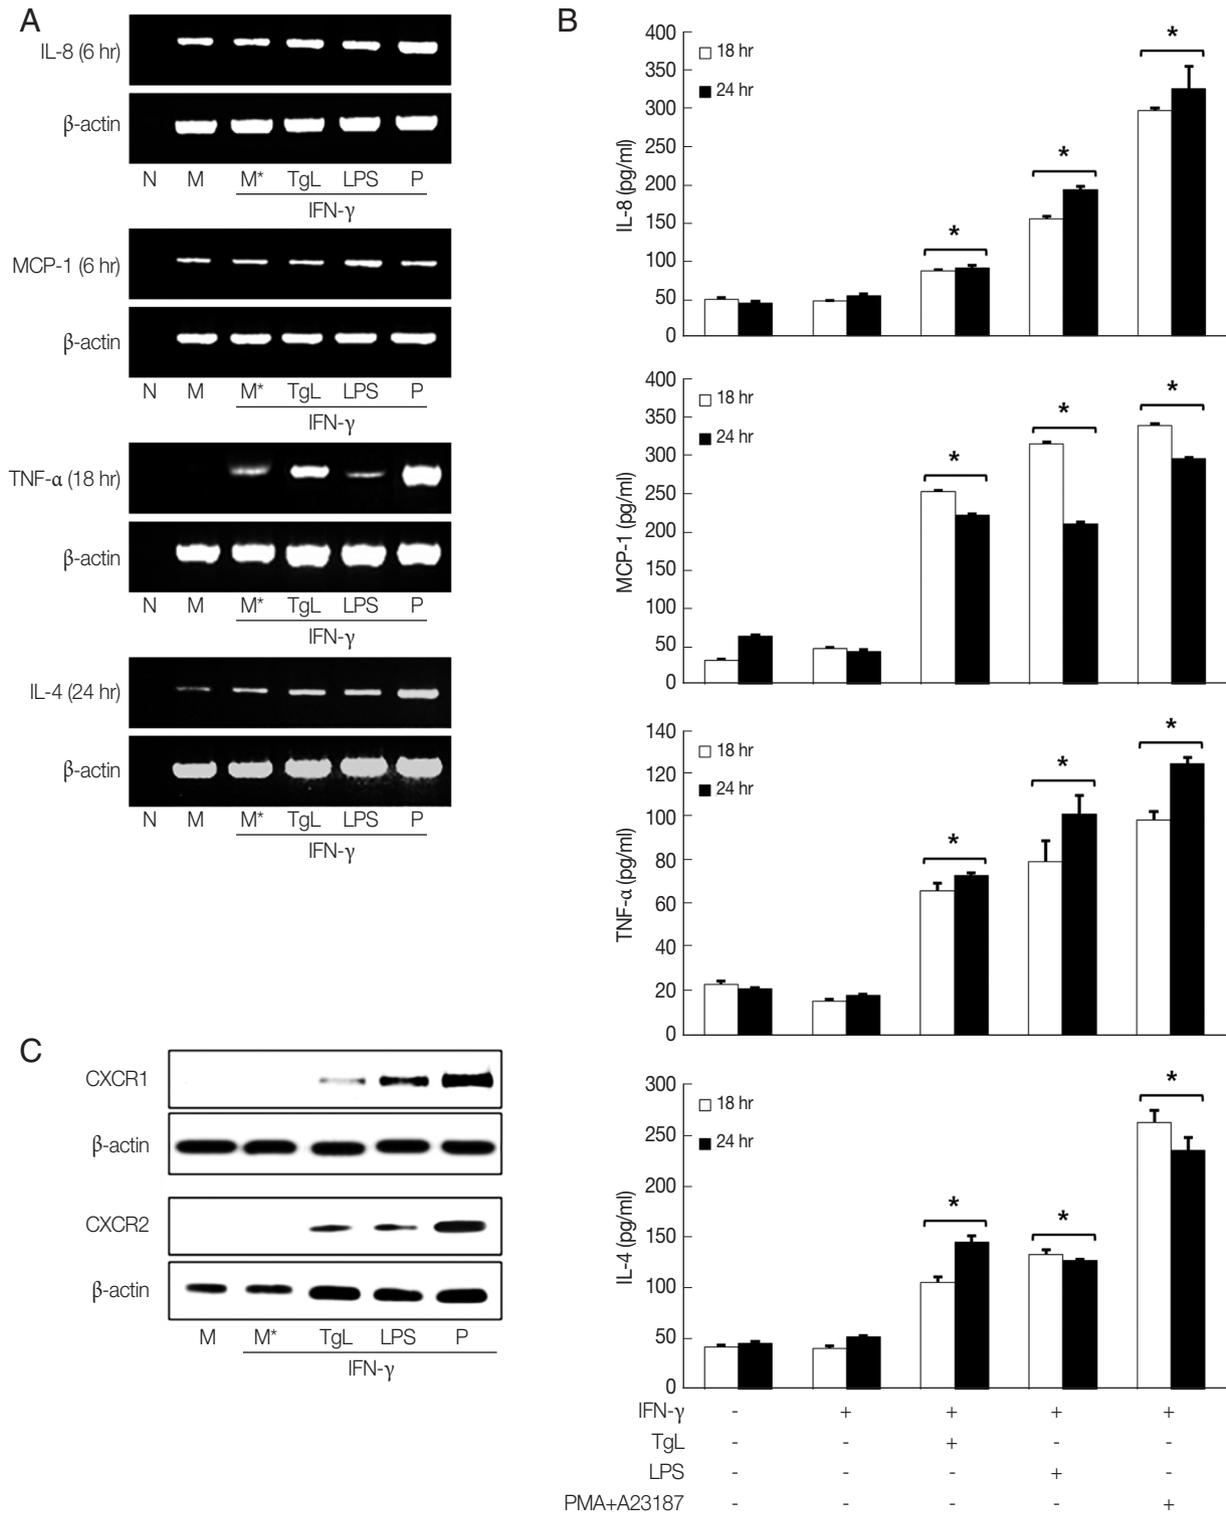 A
IL-8 (6 hr)
β-actin
N M M* TgL LPS P
IFN-γ
MCP-1 (6 hr)
β-actin
N M M* TgL LPS P
IFN-γ
TNF-α (18 hr)
β-actin
N M M* TgL LPS P
IFN-γ
IL-4 (24 hr)
β-actin
N M M* TgL LPS P
IFN-γ
B
IL-8 (pg/ml)
400
350
300
250
200
150
100
50
0
18 hr
24 hr
*
*
*
MCP-1 (pg/ml)
400
350
300
250
200
150
100
50
0
18 hr
24 hr
*
*
*
TNF-α (pg/ml)
140
120
100
80
60
40
20
0
18 hr
24 hr
*
*
*
IL-4 (pg/ml)
300
250
200
150
100
50
0
18 hr
24 hr
*
*
*
IFN-γ - + + + +
TgL - - + - -
LPS - - - + -
PMA+A23187 - - - - +
C
CXCR1
β-actin
CXCR2
β-actin
M M* TgL LPS P
IFN-γ